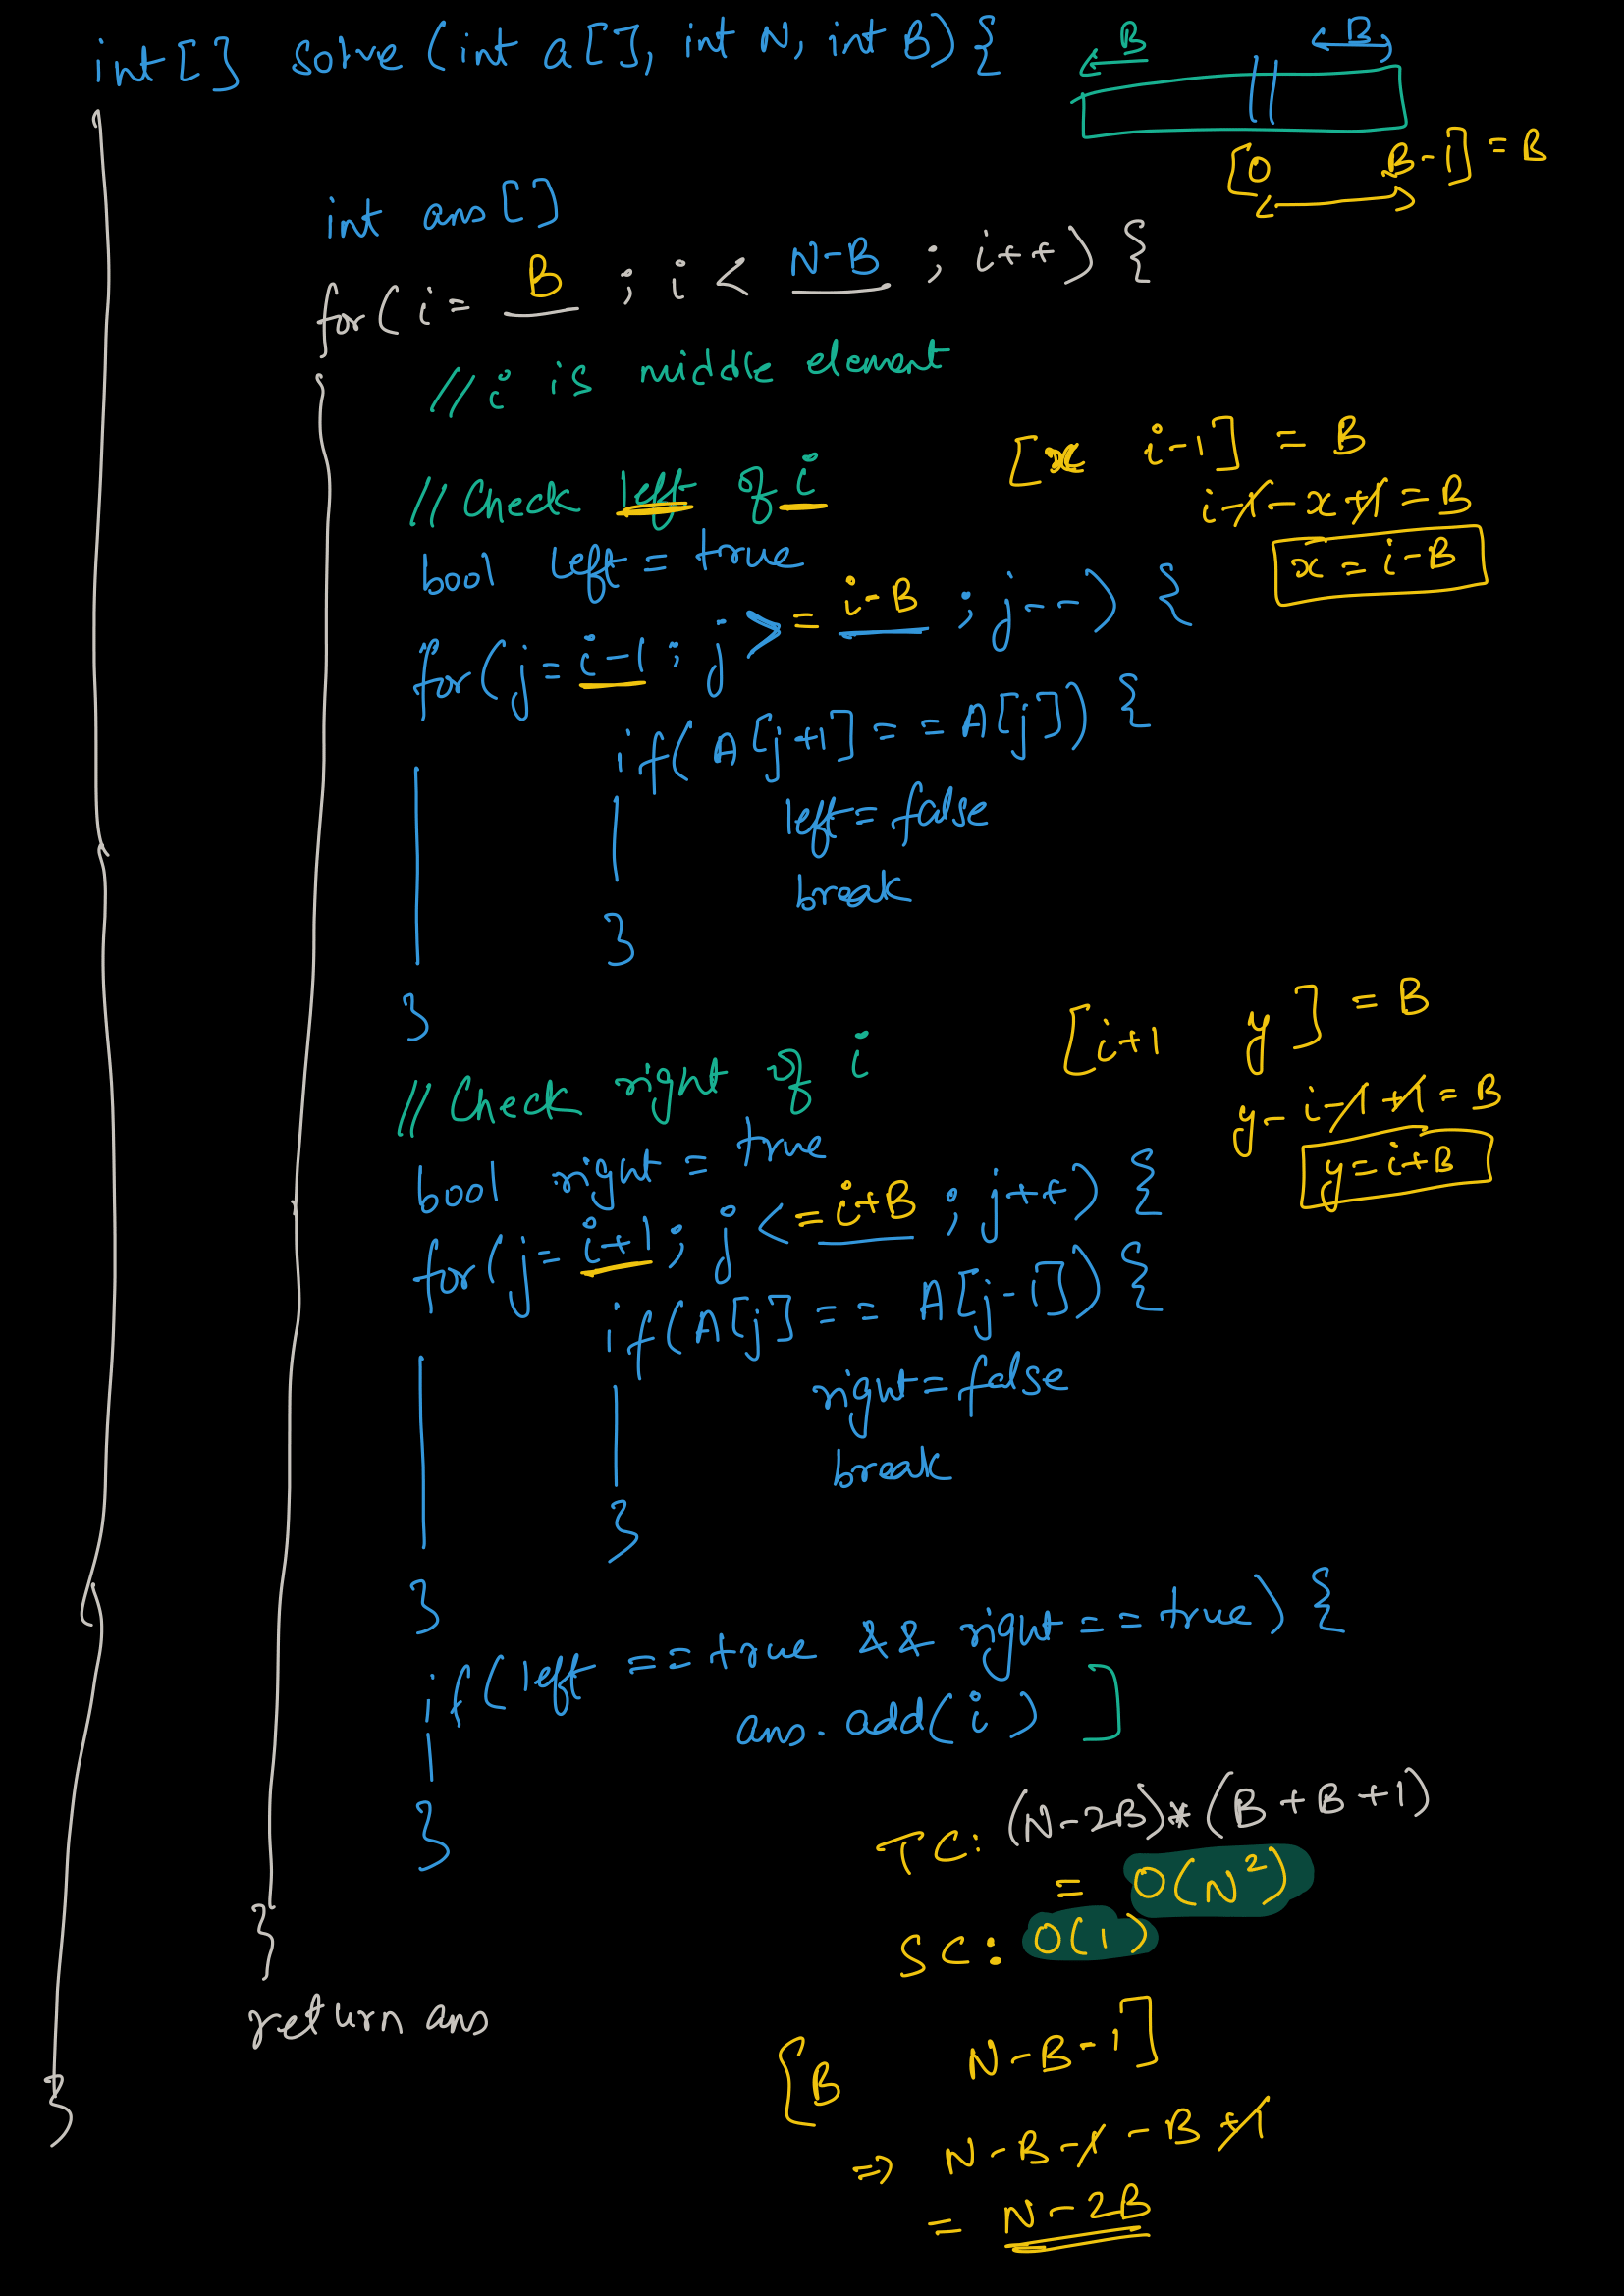 int[] solve (int a[], int N, int B) {
B B
[0 B-1] = B
int ans[]
for( i = B ; i < N-B ; i++) {
// i is middle element
[x i-1] = B
// Check left of i
i-1-x+1 = B
bool left = true
x = i-B
for( j = i-1 ; j >= i-B ; j--) {
if( A[j+1] == A[j]) {
left = false
break
}
}
[i+1 y] = B
// Check right of i
y-i-1+1 = B
bool right = true
y = i+B
for( j = i+1 ; j <= i+B ; j++) {
if( A[j] == A[j-1]) {
right = false
break
}
}
if( left == true && right == true) {
ans. add( i ) ]
}
TC: (N-2B)*(B+B+1)
= O(N²)
SC: O(1)
}
return ans
[B N-B-1]
}
⇒ N-B-1-B+1
= N-2B